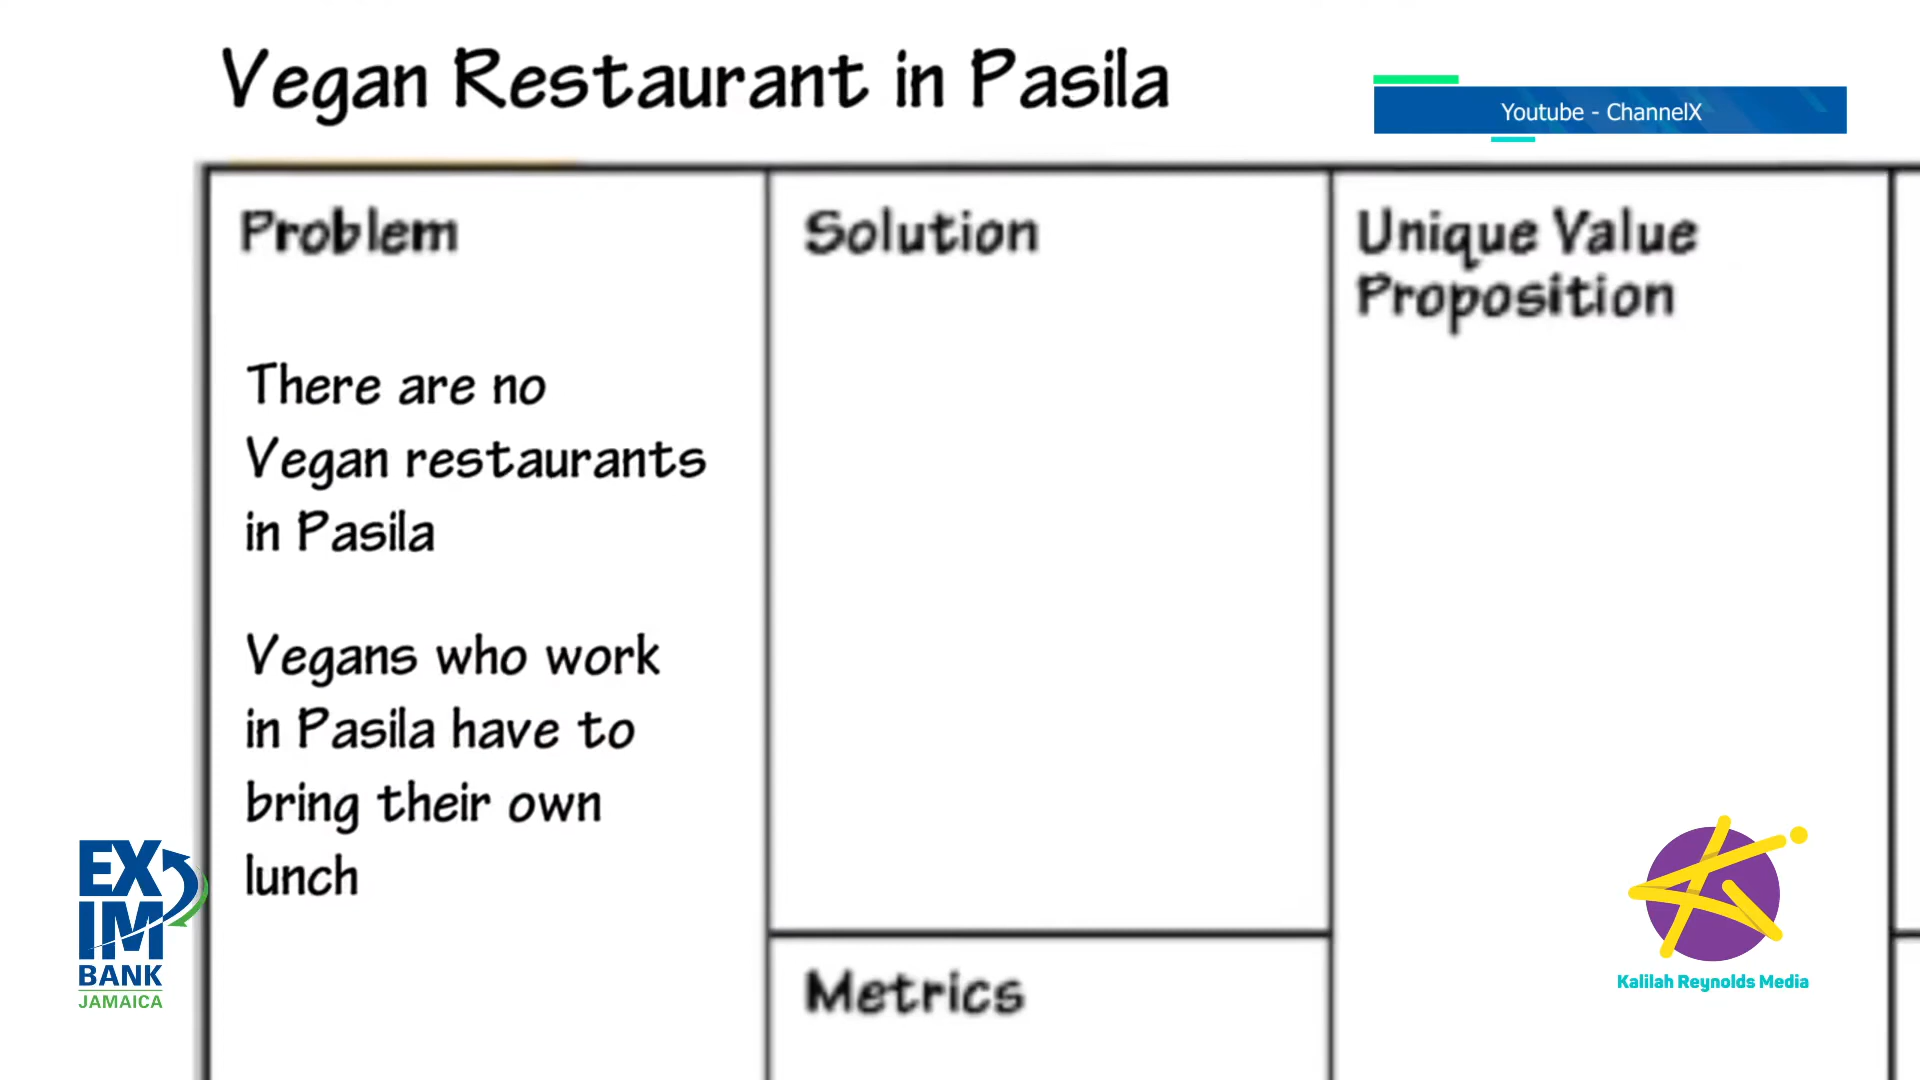 Vegan Restaurant in Pasila
Youtube - ChannelX
Problem
There are no
Vegan restaurants
in Pasila
Vegans who work
in Pasila have to
bring their own
lunch
Solution
Metrics
Unique Value
Proposition
EX
IM
BANK
JAMAICA
Kalilah Reynolds Media